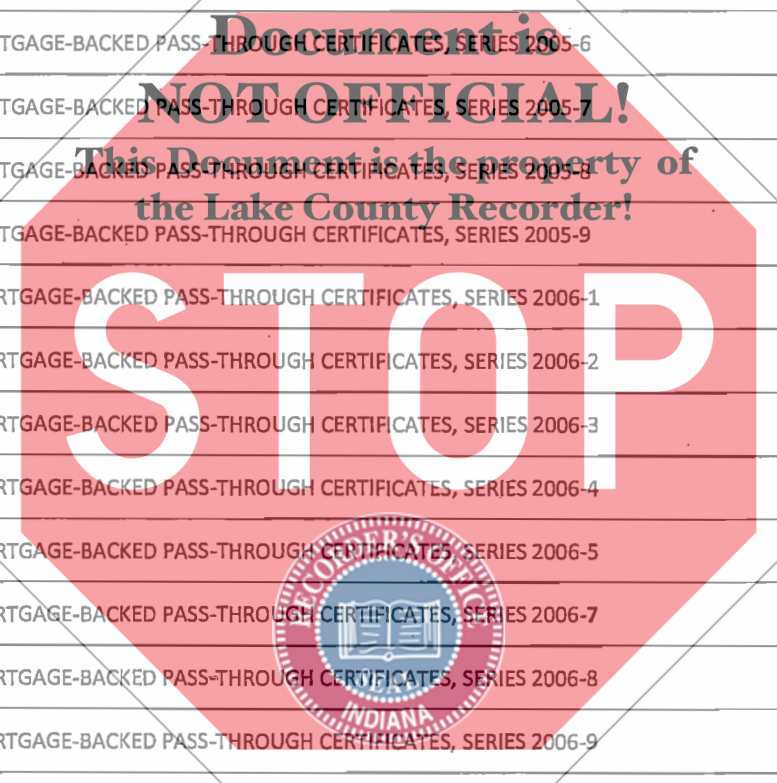 Document is
TGAGE-BACKED PASS-THROUGH CERTIFICATES, SERIES 2005-6
NOT OFFICIAL!
TGAGE-BACKED PASS-THROUGH CERTIFICATES, SERIES 2005-7
This Document is the property of
TGAGE-BACKED PASS-THROUGH CERTIFICATES, SERIES 2005-8
the Lake County Recorder!
TGAGE-BACKED PASS-THROUGH CERTIFICATES, SERIES 2005-9
RTGAGE-BACKED PASS-THROUGH CERTIFICATES, SERIES 2006-1
STOP
RTGAGE-BACKED PASS-THROUGH CERTIFICATES, SERIES 2006-2
RTGAGE-BACKED PASS-THROUGH CERTIFICATES, SERIES 2006-3
RTGAGE-BACKED PASS-THROUGH CERTIFICATES, SERIES 2006-4
RTGAGE-BACKED PASS-THROUGH CERTIFICATES, SERIES 2006-5
RECORDER'S OFFICE
RTGAGE-BACKED PASS-THROUGH CERTIFICATES, SERIES 2006-7
RTGAGE-BACKED PASS-THROUGH CERTIFICATES, SERIES 2006-8
SEAL
INDIANA
RTGAGE-BACKED PASS-THROUGH CERTIFICATES, SERIES 2006-9